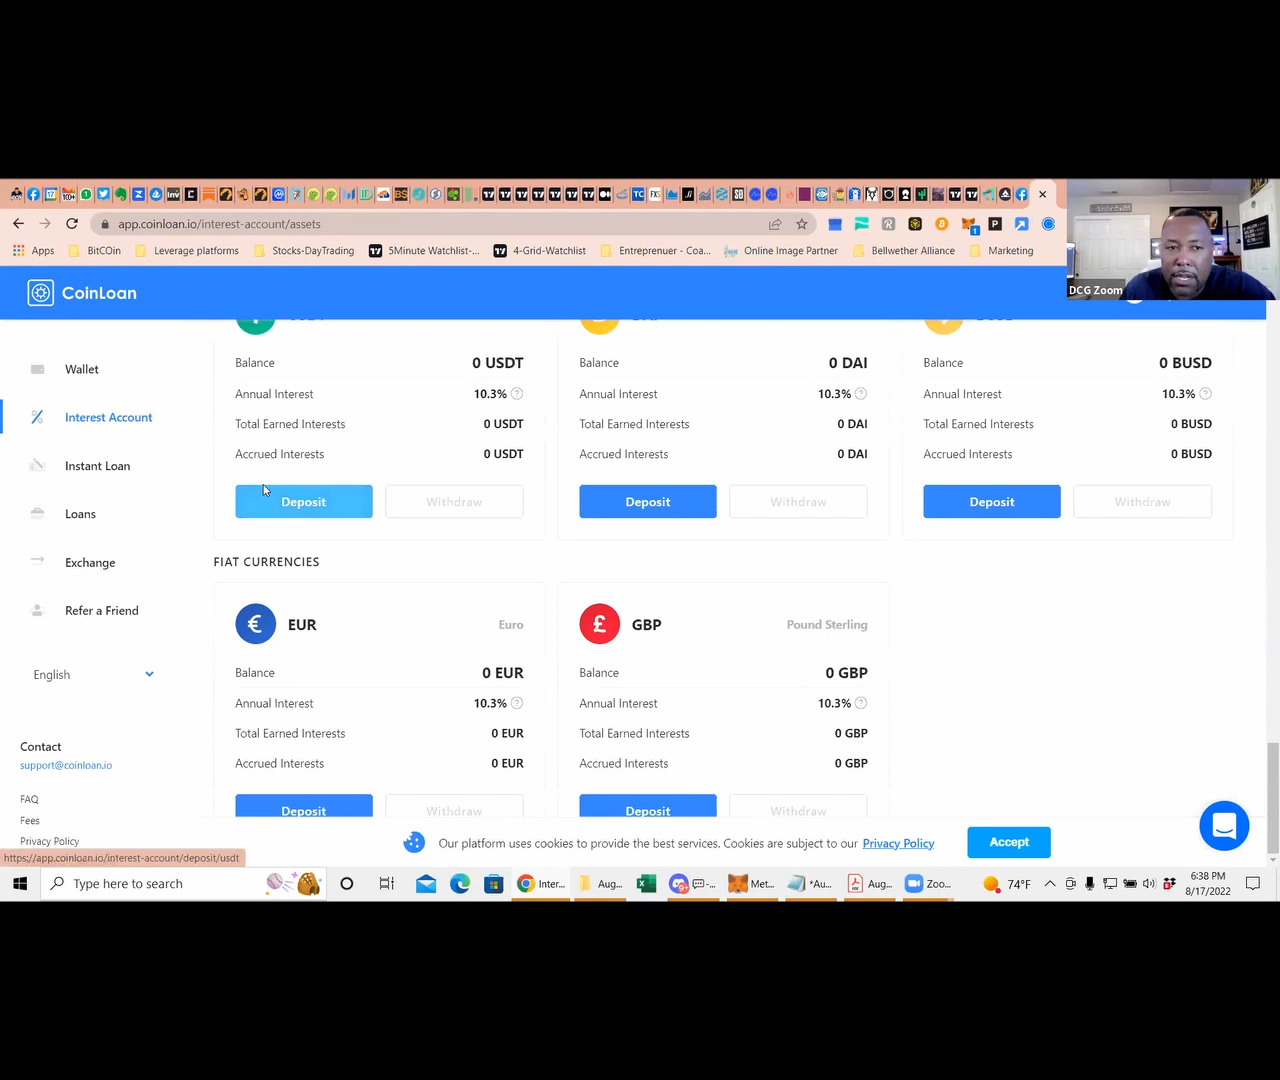 app.coinloan.io/interest-account/assets
Apps
BitCOin
Leverage platforms
Stocks-DayTrading
5Minute Watchlist-...
4-Grid-Watchlist
Entreprenuer - Coa...
Online Image Partner
Bellwether Alliance
Marketing
DCG Zoom
CoinLoan
Wallet
Interest Account
Instant Loan
Loans
Exchange
Refer a Friend
English
Contact
support@coinloan.io
FAQ
Fees
Privacy Policy
https://app.coinloan.io/interest-account/deposit/usdt
Balance 0 USDT
Annual Interest 10.3%
Total Earned Interests 0 USDT
Accrued Interests 0 USDT
Deposit Withdraw
Balance 0 DAI
Annual Interest 10.3%
Total Earned Interests 0 DAI
Accrued Interests 0 DAI
Deposit Withdraw
Balance 0 BUSD
Annual Interest 10.3%
Total Earned Interests 0 BUSD
Accrued Interests 0 BUSD
Deposit Withdraw
FIAT CURRENCIES
€ EUR Euro
Balance 0 EUR
Annual Interest 10.3%
Total Earned Interests 0 EUR
Accrued Interests 0 EUR
Deposit Withdraw
£ GBP Pound Sterling
Balance 0 GBP
Annual Interest 10.3%
Total Earned Interests 0 GBP
Accrued Interests 0 GBP
Deposit Withdraw
Our platform uses cookies to provide the best services. Cookies are subject to our Privacy Policy
Accept
Type here to search
Inter...
Aug...
Met...
*Au...
Aug...
Zoo...
74°F
6:38 PM
8/17/2022